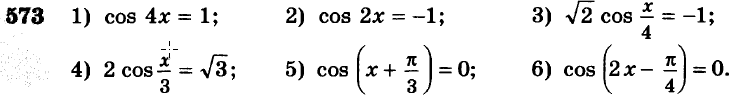 573 1) cos 4x = 1; 2) cos 2x = −1; 3) √2 cos x/4 = −1;
4) 2 cos x/3 = √3; 5) cos (x + π/3) = 0; 6) cos (2x − π/4) = 0.